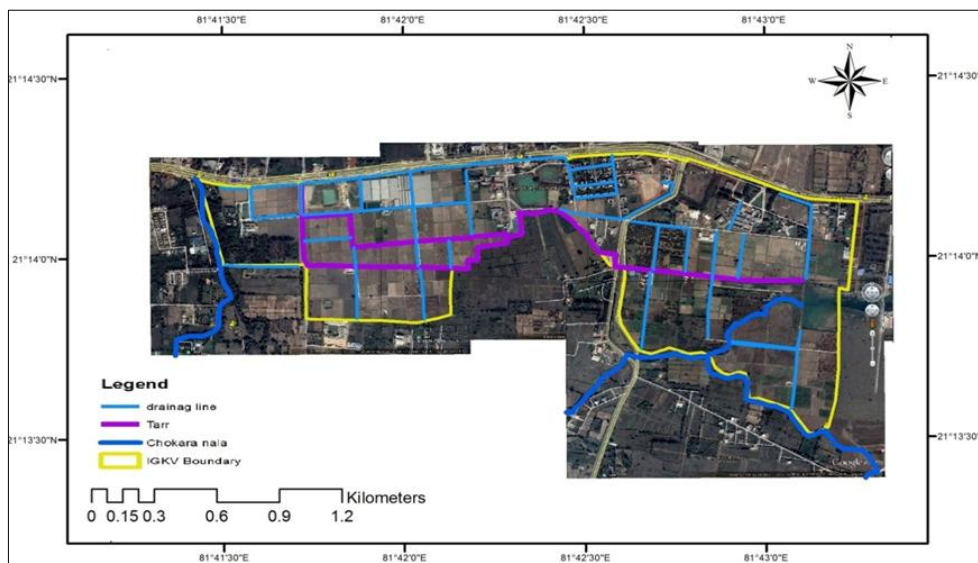 81°41'30"E 81°42'0"E 81°42'30"E 81°43'0"E
N
W E
S
21°14'30"N 21°14'30"N
21°14'0"N 21°14'0"N
21°13'30"N 21°13'30"N
Legend
drainag line
Tarr
Chokara nala
IGKV Boundary
Kilometers
0 0.15 0.3 0.6 0.9 1.2
Google
81°41'30"E 81°42'0"E 81°42'30"E 81°43'0"E